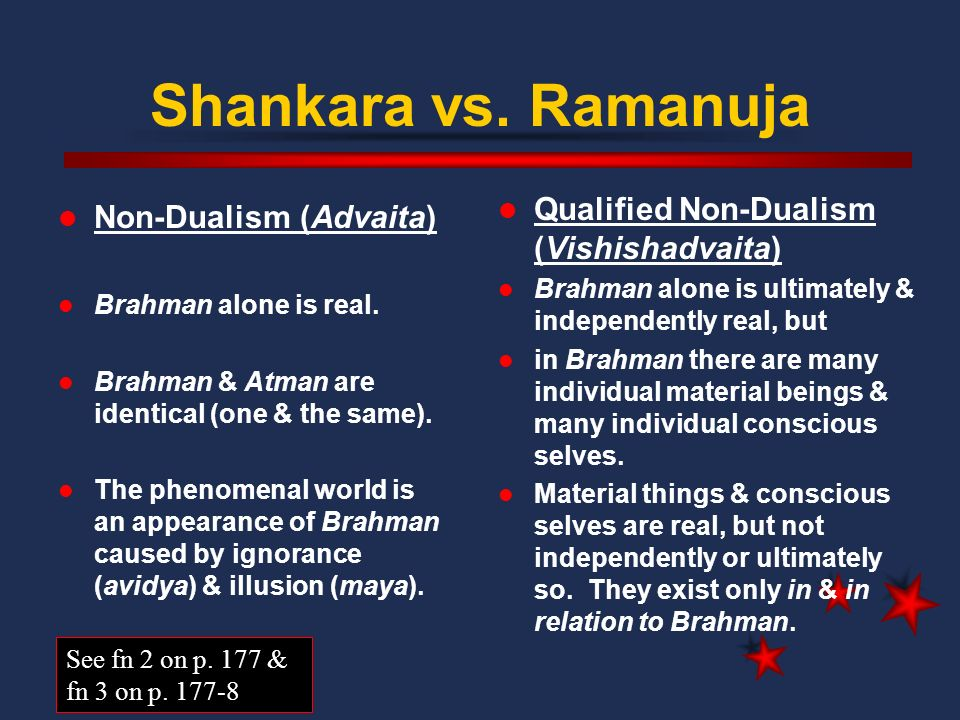 Shankara vs. Ramanuja
Non-Dualism (Advaita)
Brahman alone is real.
Brahman & Atman are
identical (one & the same).
The phenomenal world is
an appearance of Brahman
caused by ignorance
(avidya) & illusion (maya).
Qualified Non-Dualism
(Vishishadvaita)
Brahman alone is ultimately &
independently real, but
in Brahman there are many
individual material beings &
many individual conscious
selves.
Material things & conscious
selves are real, but not
independently or ultimately
so. They exist only in & in
relation to Brahman.
See fn 2 on p. 177 &
fn 3 on p. 177-8